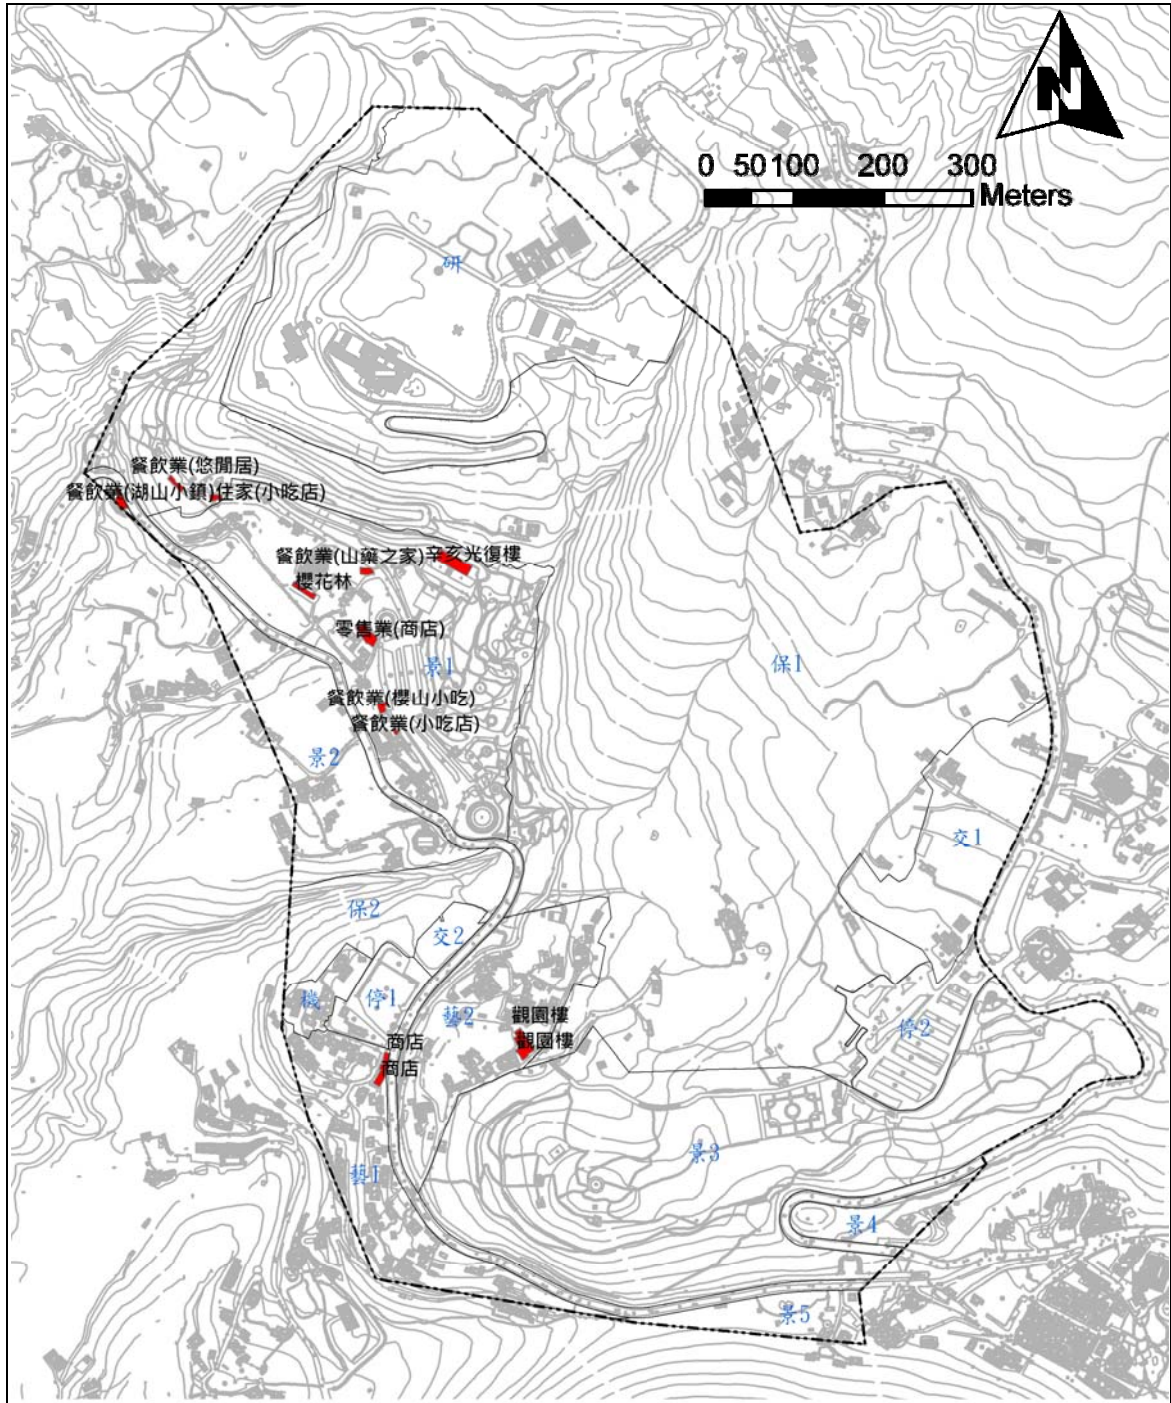 N
0 50 100 200 300
Meters
研
餐飲業(悠閒居)
餐飲業(湖山小鎮)住家(小吃店)
餐飲業(山藥之家)辛亥光復樓
櫻花林
零售業(商店)
景1
保1
餐飲業(櫻山小吃)
餐飲業(小吃店)
景2
交1
保2
交2
機
停1
藝2
觀園樓
觀園樓
停2
商店
商店
景3
藝1
景4
景5